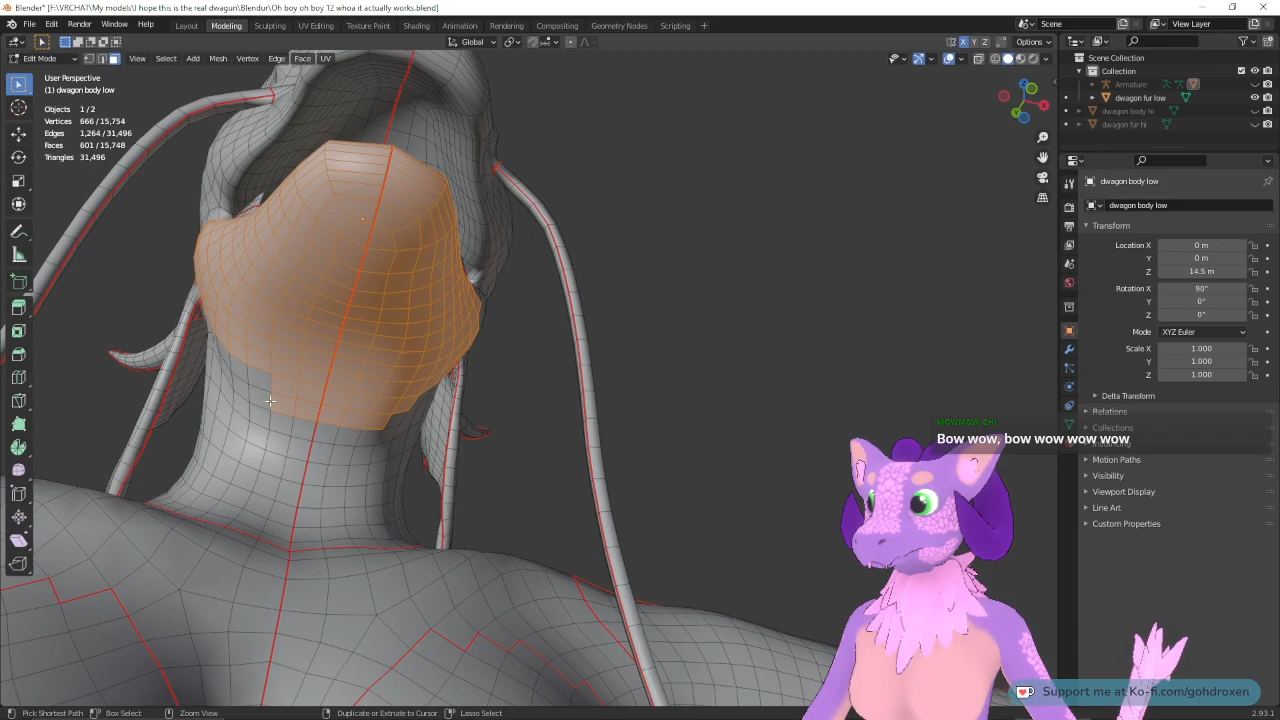 Blender* [F:\VRCHAT\My models\I hope this is the real dwagon\Blendur\Oh boy oh boy 12 whoa it actually works.blend]
File Edit Render Window Help Layout Modeling Sculpting UV Editing Texture Paint Shading Animation Rendering Compositing Geometry Nodes Scripting + Scene View Layer
Global X Y Z Options
Edit Mode View Select Add Mesh Vertex Edge Face UV
User Perspective
(1) dwagon body low
Objects 1 / 2
Vertices 666 / 15,754
Edges 1,264 / 31,496
Faces 601 / 15,748
Triangles 31,496
Scene Collection
Collection
Armature
dwagon fur low
dwagon body hi
dwagon fur hi
dwagon body low
dwagon body low
Transform
Location X 0 m
Y 0 m
Z 14.5 m
Rotation X 90°
Y 0°
Z 0°
Mode XYZ Euler
Scale X 1.000
Y 1.000
Z 1.000
Delta Transform
Relations
Collections
Instancing
Motion Paths
Visibility
Viewport Display
Line Art
Custom Properties
Bow wow, bow wow wow wow
Support me at Ko-fi.com/gohdroxen
Pick Shortest Path Box Select Zoom View Duplicate or Extrude to Cursor Lasso Select 2.93.1